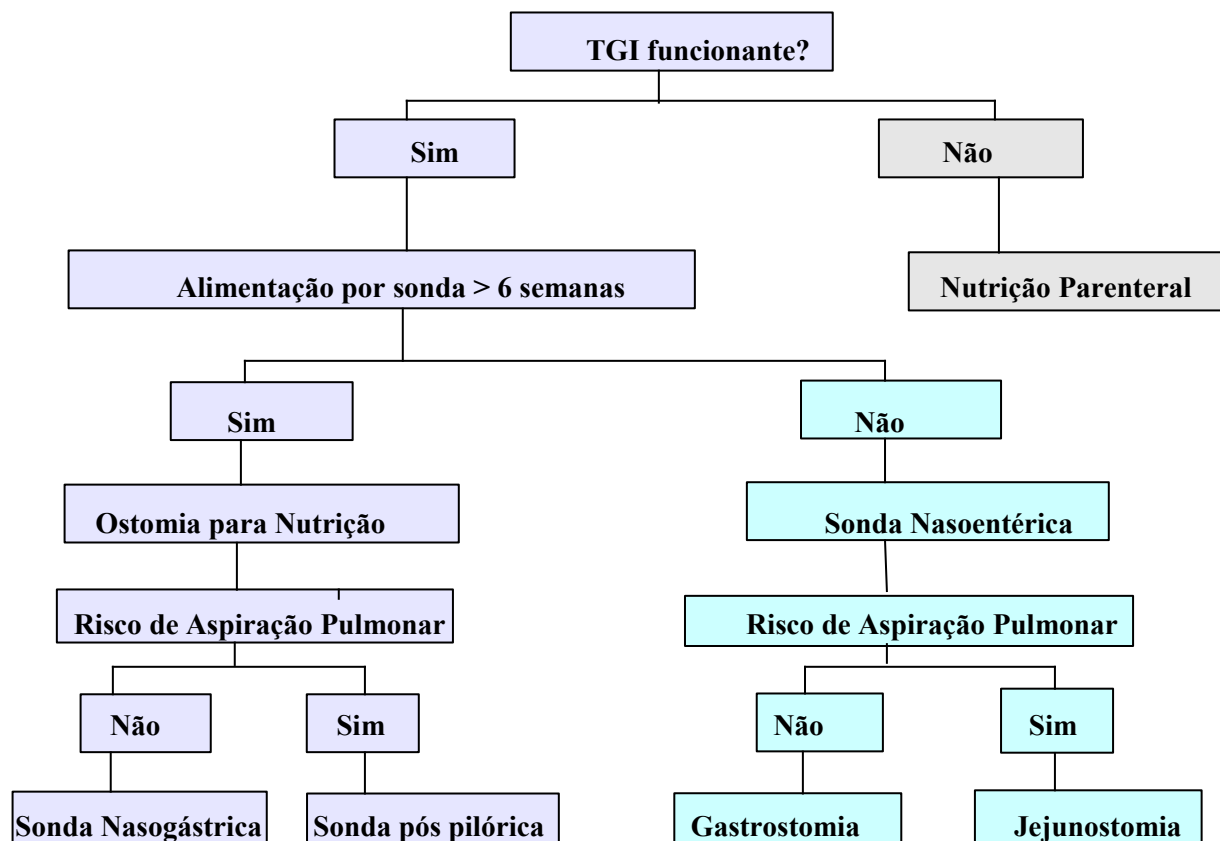 TGI funcionante?
Sim
Não
Alimentação por sonda > 6 semanas
Nutrição Parenteral
Sim
Não
Ostomia para Nutrição
Sonda Nasoentérica
Risco de Aspiração Pulmonar
Risco de Aspiração Pulmonar
Não
Sim
Não
Sim
Sonda Nasogástrica
Sonda pós pilórica
Gastrostomia
Jejunostomia